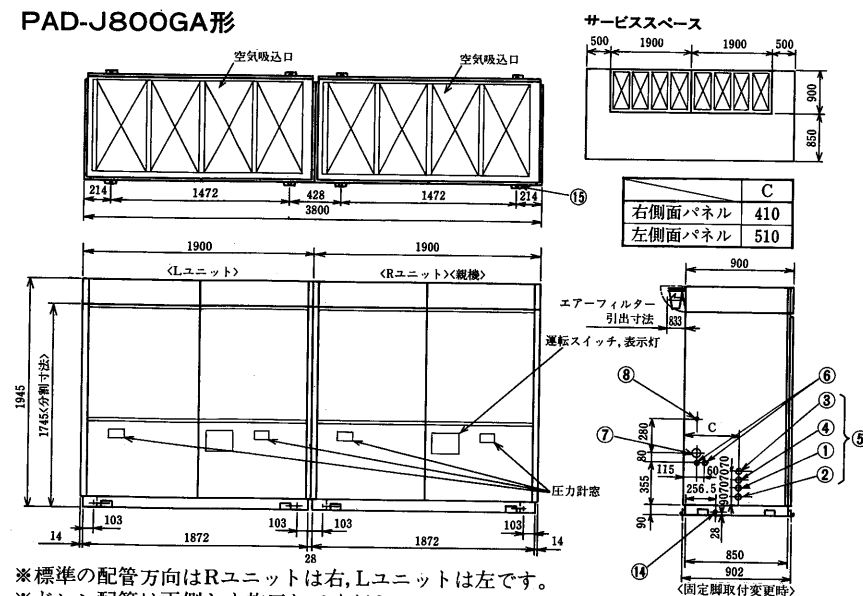 PAD-J800GA形
サービススペース
500 1900 1900 500
900
850
空気吸込口 空気吸込口
214 1472 428 1472 214 ⑮
3800
C
右側面パネル 410
左側面パネル 510
1900 1900
〈Lユニット〉 〈Rユニット〉〈親機〉
1945
1745〈分割寸法〉
900
エアーフィルター
引出寸法
833
運転スイッチ,表示灯
圧力計窓
⑧ ⑥
③
④ ⑤
⑦ ①
②
C
280
80
355
90
115 60
256.5
90 70 70 70
28
⑭
850
902
〈固定脚取付変更時〉
103 103 103 103
14 1872 28 1872 14
※標準の配管方向はRユニットは右,Lユニットは左です。